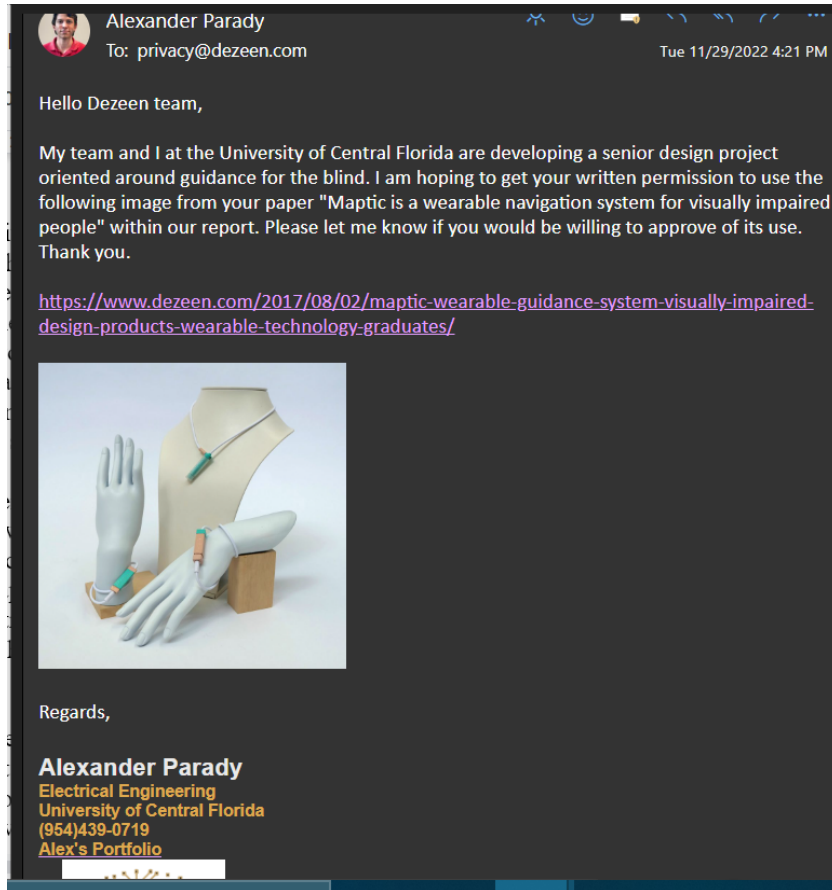 Alexander Parady
To: privacy@dezeen.com
Tue 11/29/2022 4:21 PM
Hello Dezeen team,
My team and I at the University of Central Florida are developing a senior design project
oriented around guidance for the blind. I am hoping to get your written permission to use the
following image from your paper "Maptic is a wearable navigation system for visually impaired
people" within our report. Please let me know if you would be willing to approve of its use.
Thank you.
https://www.dezeen.com/2017/08/02/maptic-wearable-guidance-system-visually-impaired-
design-products-wearable-technology-graduates/
Regards,
Alexander Parady
Electrical Engineering
University of Central Florida
(954)439-0719
Alex's Portfolio